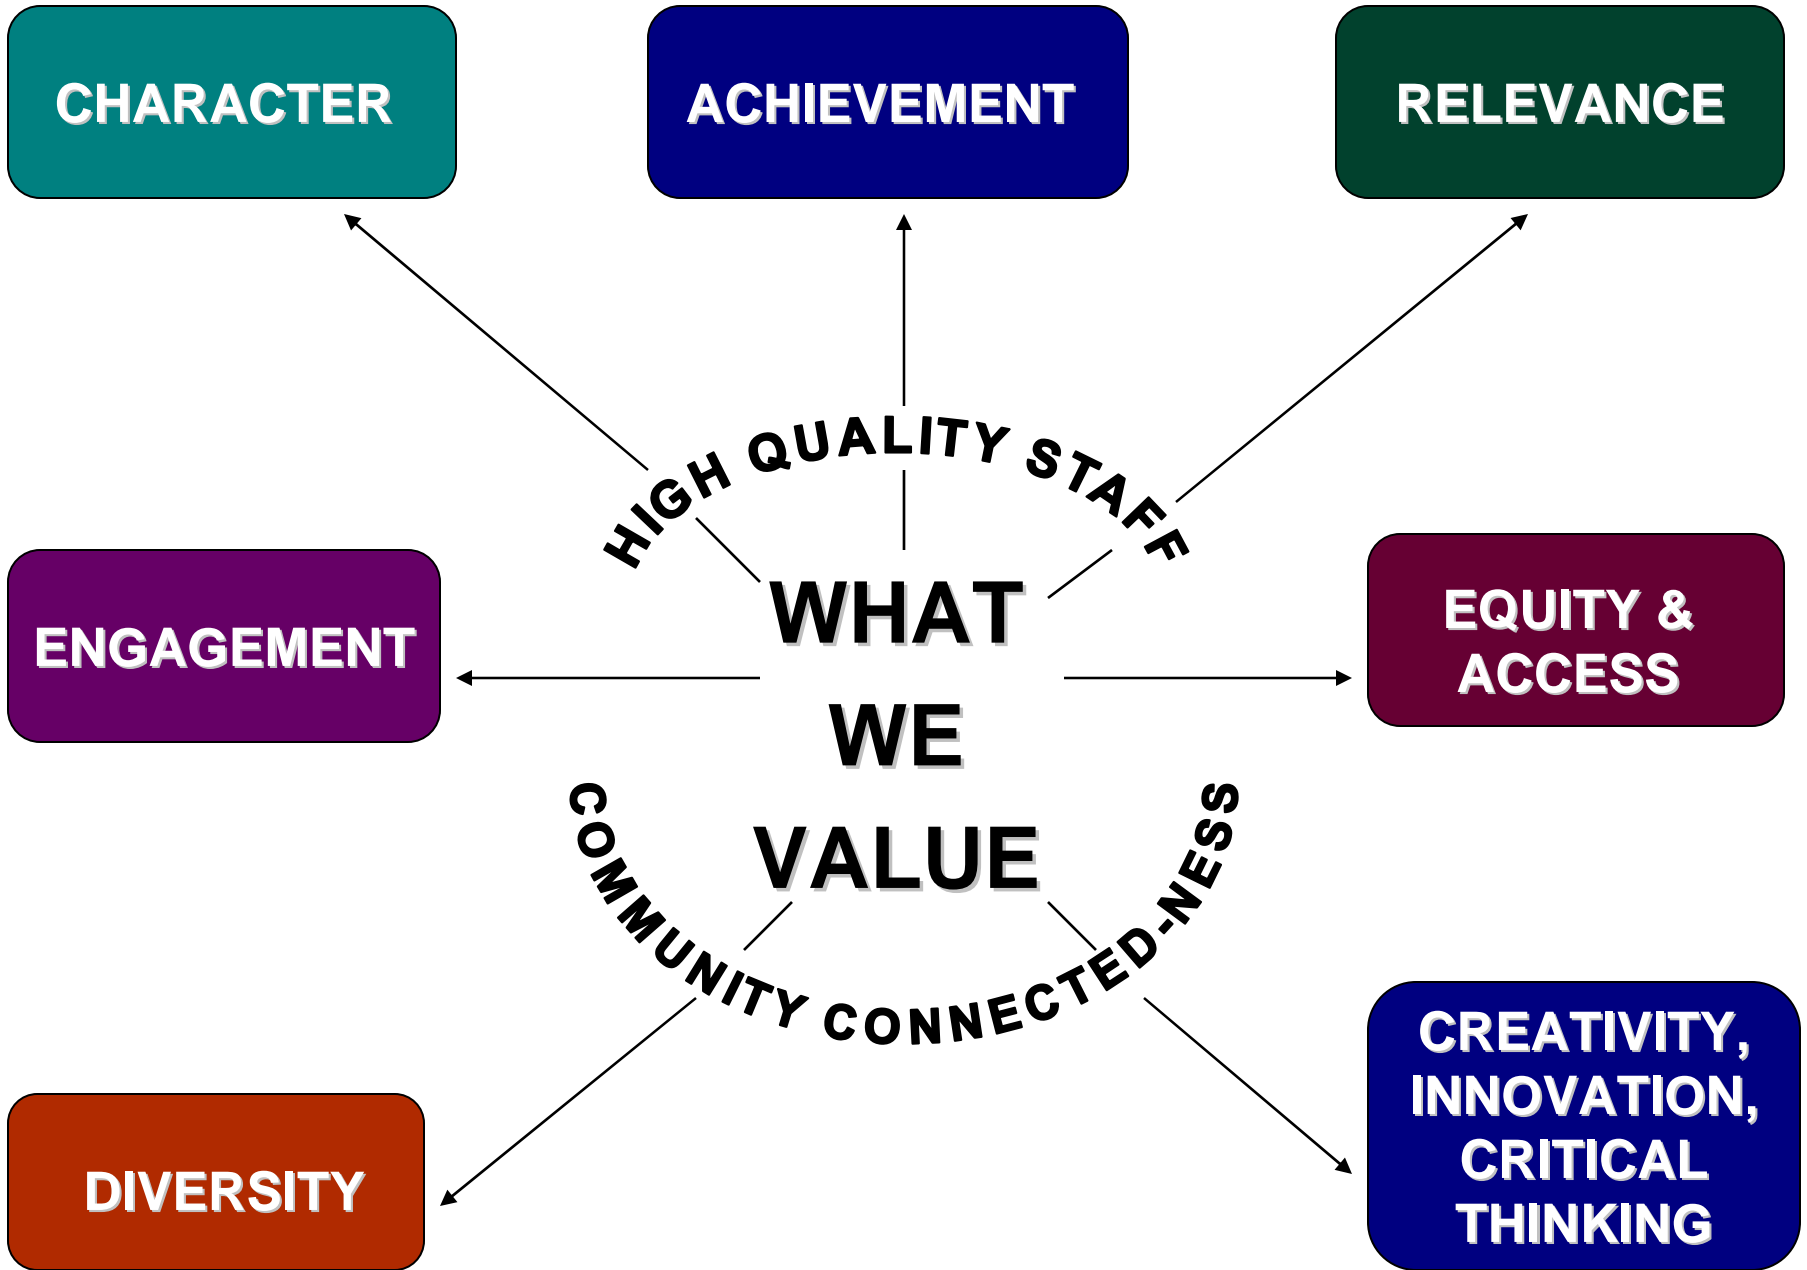 CHARACTER
ACHIEVEMENT
RELEVANCE
HIGH QUALITY STAFF
WHAT
WE
VALUE
ENGAGEMENT
EQUITY &
ACCESS
COMMUNITY CONNECTED-NESS
DIVERSITY
CREATIVITY,
INNOVATION,
CRITICAL
THINKING